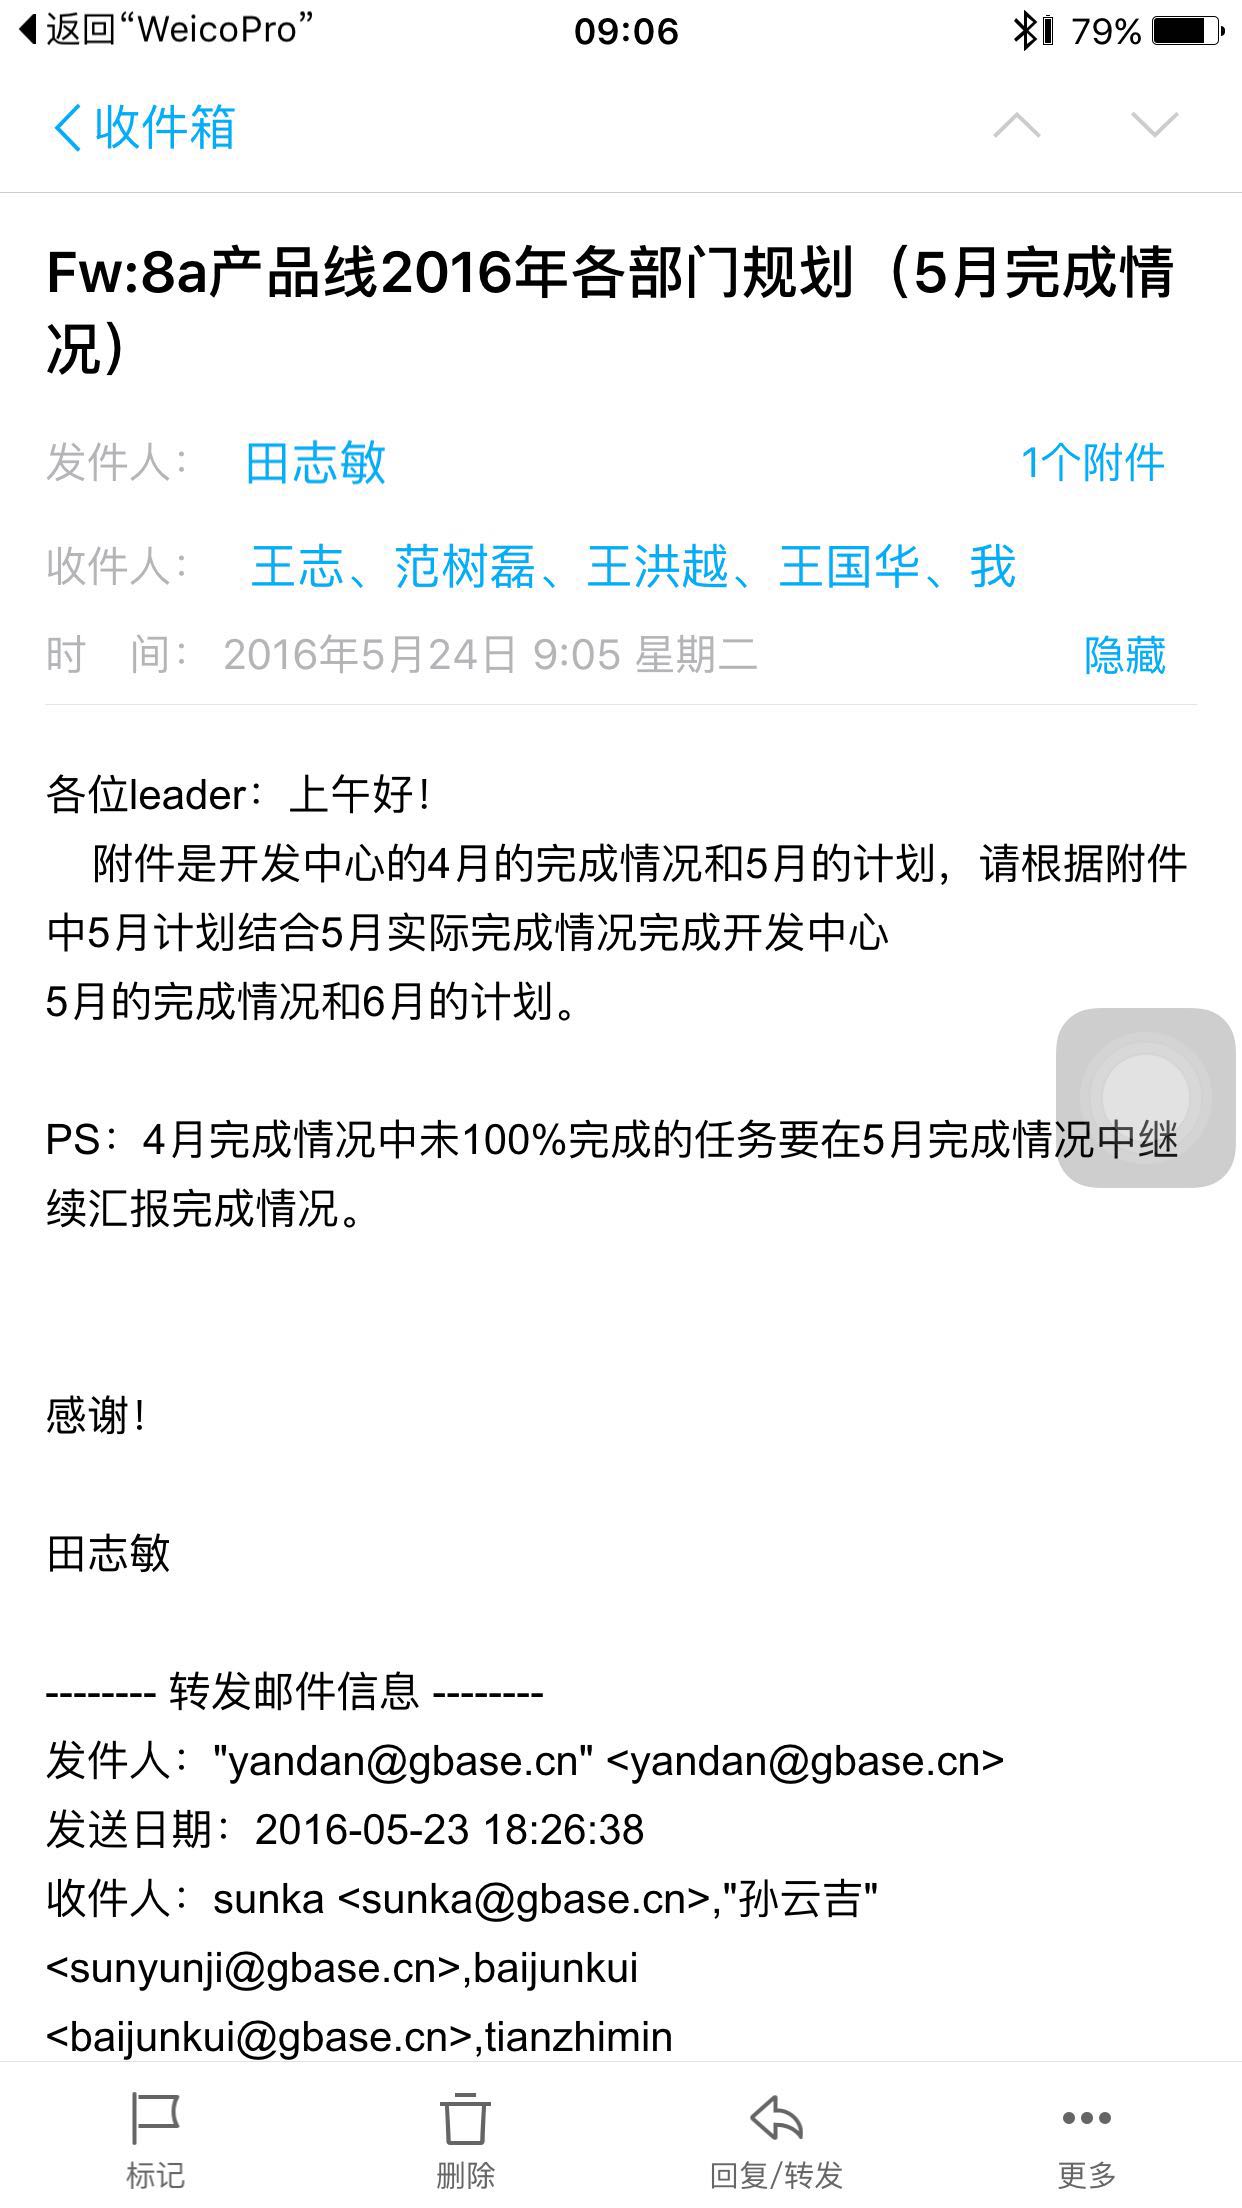 返回“WeicoPro”
09:06
79%
收件箱
Fw:8a产品线2016年各部门规划（5月完成情
况）
发件人： 田志敏 1个附件
收件人： 王志、范树磊、王洪越、王国华、我
时 间： 2016年5月24日 9:05 星期二 隐藏
各位leader：上午好！
附件是开发中心的4月的完成情况和5月的计划，请根据附件
中5月计划结合5月实际完成情况完成开发中心
5月的完成情况和6月的计划。
PS：4月完成情况中未100%完成的任务要在5月完成情况中继
续汇报完成情况。
感谢！
田志敏
-------- 转发邮件信息 --------
发件人："yandan@gbase.cn" <yandan@gbase.cn>
发送日期：2016-05-23 18:26:38
收件人：sunka <sunka@gbase.cn>,"孙云吉"
<sunyunji@gbase.cn>,baijunkui
<baijunkui@gbase.cn>,tianzhimin
标记 删除 回复/转发 更多